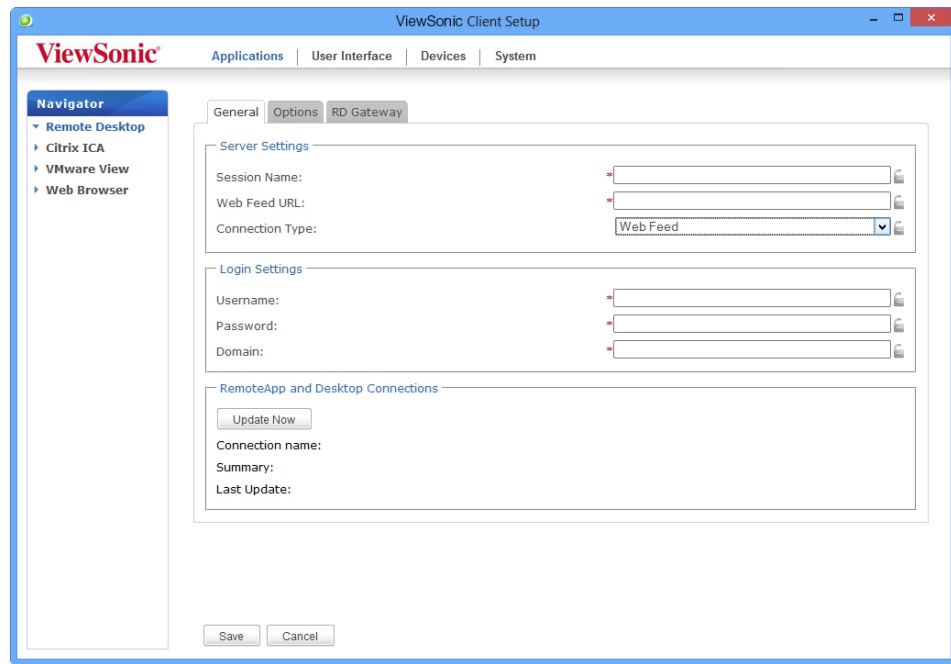 ViewSonic Client Setup
ViewSonic®
Applications | User Interface | Devices | System
Navigator
Remote Desktop
Citrix ICA
VMware View
Web Browser
General Options RD Gateway
Server Settings
Session Name: *
Web Feed URL: *
Connection Type: Web Feed
Login Settings
Username: *
Password: *
Domain: *
RemoteApp and Desktop Connections
Update Now
Connection name:
Summary:
Last Update:
Save Cancel